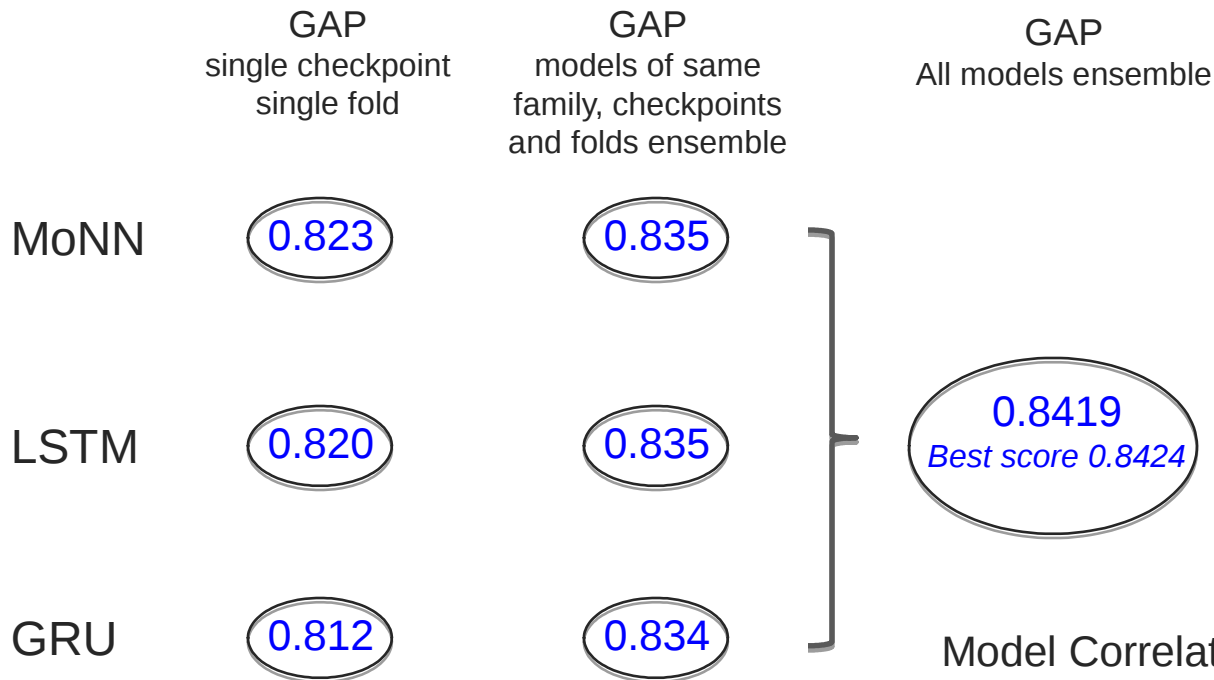 GAP
single checkpoint
single fold
GAP
models of same
family, checkpoints
and folds ensemble
GAP
All models ensemble
MoNN
0.823
0.835
LSTM
0.820
0.835
0.8419
Best score 0.8424
GRU
0.812
0.834
Model Correlat